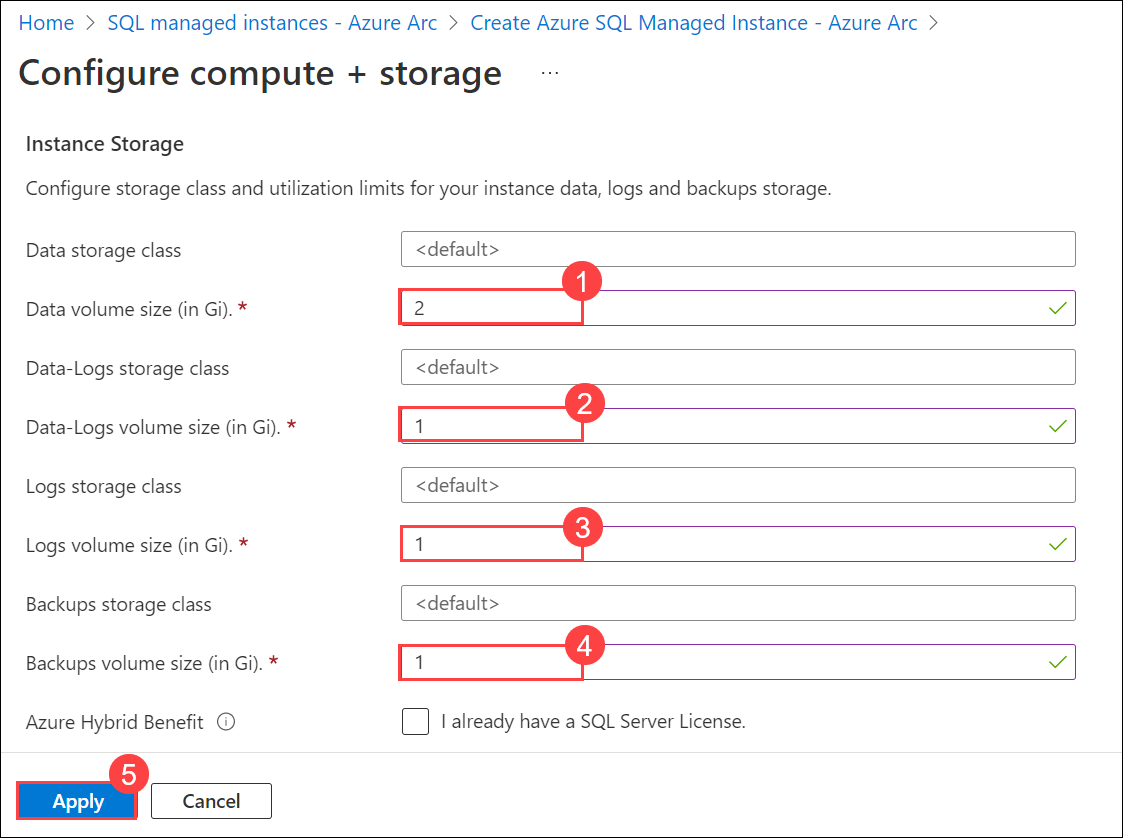 Home > SQL managed instances - Azure Arc > Create Azure SQL Managed Instance - Azure Arc >
Configure compute + storage ...
Instance Storage
Configure storage class and utilization limits for your instance data, logs and backups storage.
Data storage class <default>
1
Data volume size (in Gi). * 2
Data-Logs storage class <default>
2
Data-Logs volume size (in Gi). * 1
Logs storage class <default>
3
Logs volume size (in Gi). * 1
Backups storage class <default>
4
Backups volume size (in Gi). * 1
Azure Hybrid Benefit I already have a SQL Server License.
5
Apply Cancel